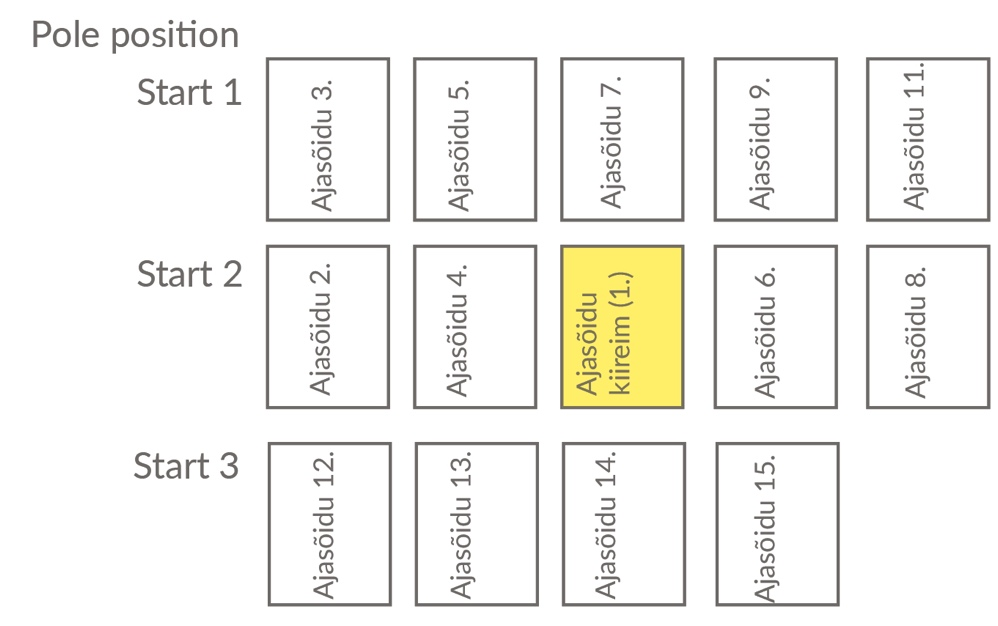 Pole position
Start 1
Ajasõidu 3.
Ajasõidu 5.
Ajasõidu 7.
Ajasõidu 9.
Ajasõidu 11.
Start 2
Ajasõidu 2.
Ajasõidu 4.
Ajasõidu
kiireim (1.)
Ajasõidu 6.
Ajasõidu 8.
Start 3
Ajasõidu 12.
Ajasõidu 13.
Ajasõidu 14.
Ajasõidu 15.